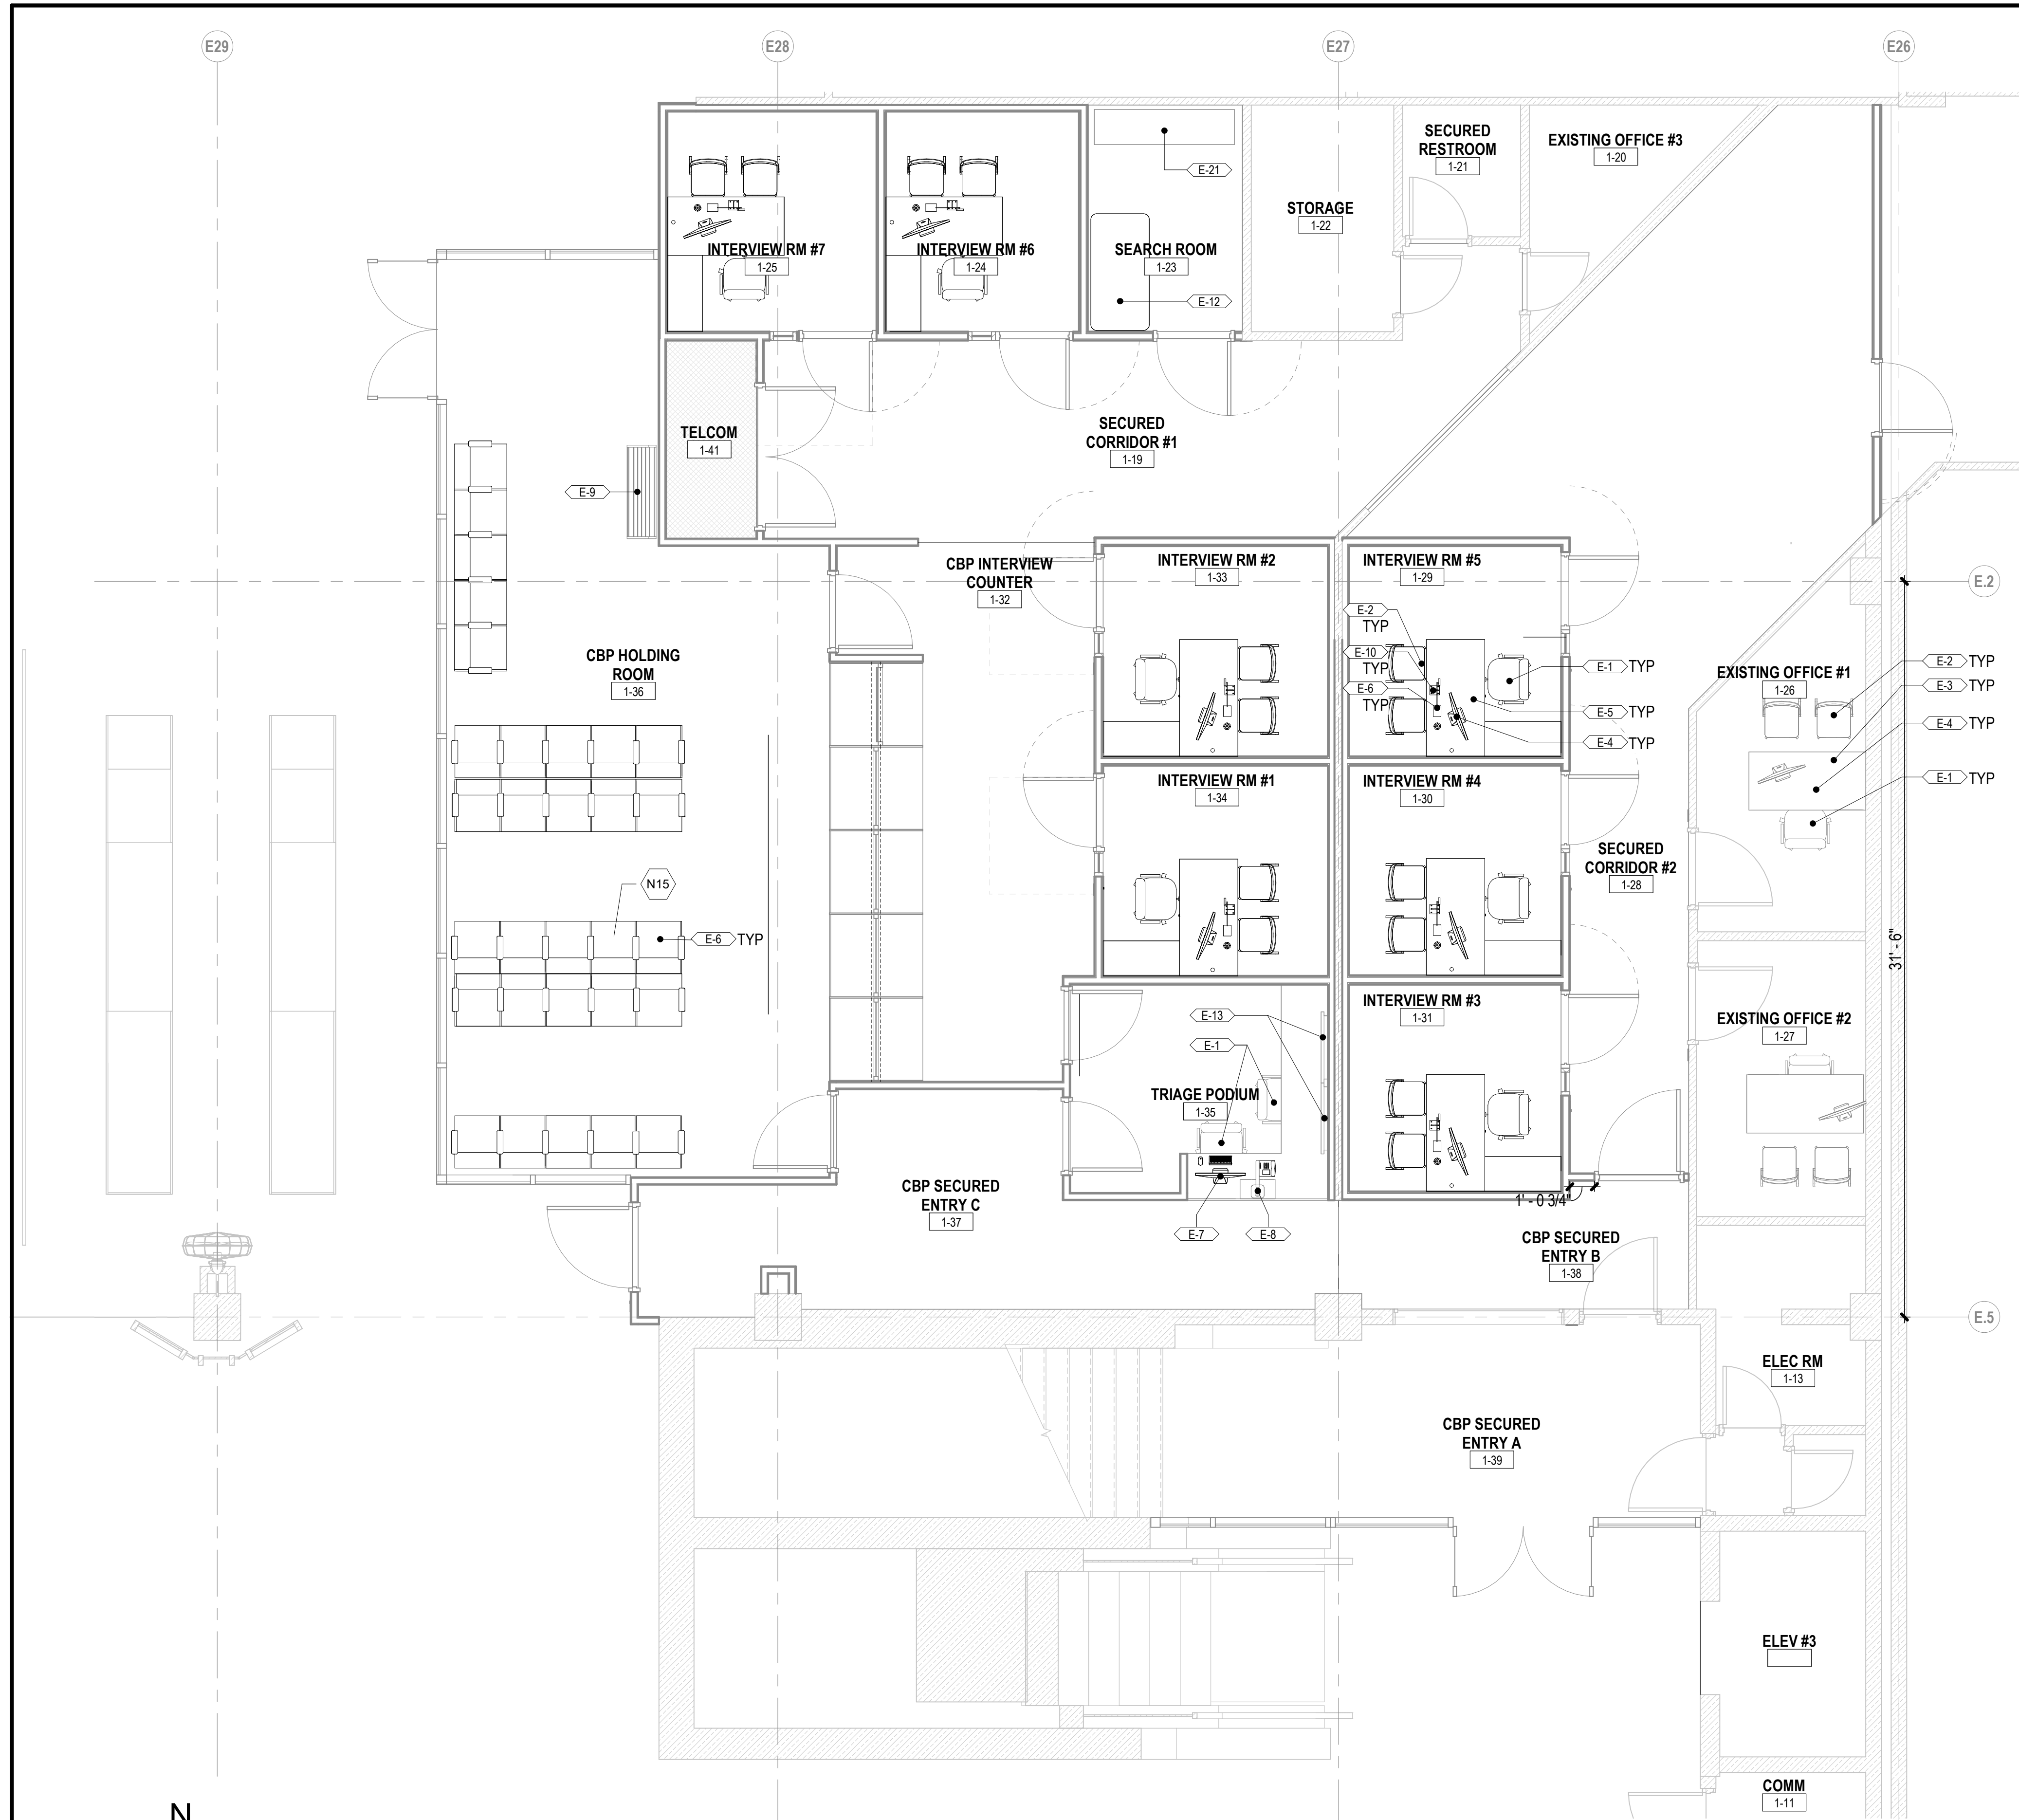 E29
E28
E27
E26
SECURED
RESTROOM
1-21
EXISTING OFFICE #3
1-20
E-21
STORAGE
1-22
INTERVIEW RM #7
1-25
INTERVIEW RM #6
1-24
SEARCH ROOM
1-23
E-12
TELCOM
1-41
SECURED
CORRIDOR #1
1-19
E-9
CBP INTERVIEW
COUNTER
1-32
INTERVIEW RM #2
1-33
INTERVIEW RM #5
1-29
E.2
E-2
TYP
E-10
TYP
E-6
TYP
E-1 TYP
E-5 TYP
E-4 TYP
CBP HOLDING
ROOM
1-36
EXISTING OFFICE #1
1-26
E-2 TYP
E-3 TYP
E-4 TYP
E-1 TYP
INTERVIEW RM #1
1-34
INTERVIEW RM #4
1-30
SECURED
CORRIDOR #2
1-28
N15
E-6 TYP
31' - 6"
INTERVIEW RM #3
1-31
EXISTING OFFICE #2
1-27
E-13
E-1
TRIAGE PODIUM
1-35
E-7
E-8
1' - 0 3/4"
CBP SECURED
ENTRY C
1-37
CBP SECURED
ENTRY B
1-38
E.5
ELEC RM
1-13
CBP SECURED
ENTRY A
1-39
ELEV #3
COMM
1-11
N